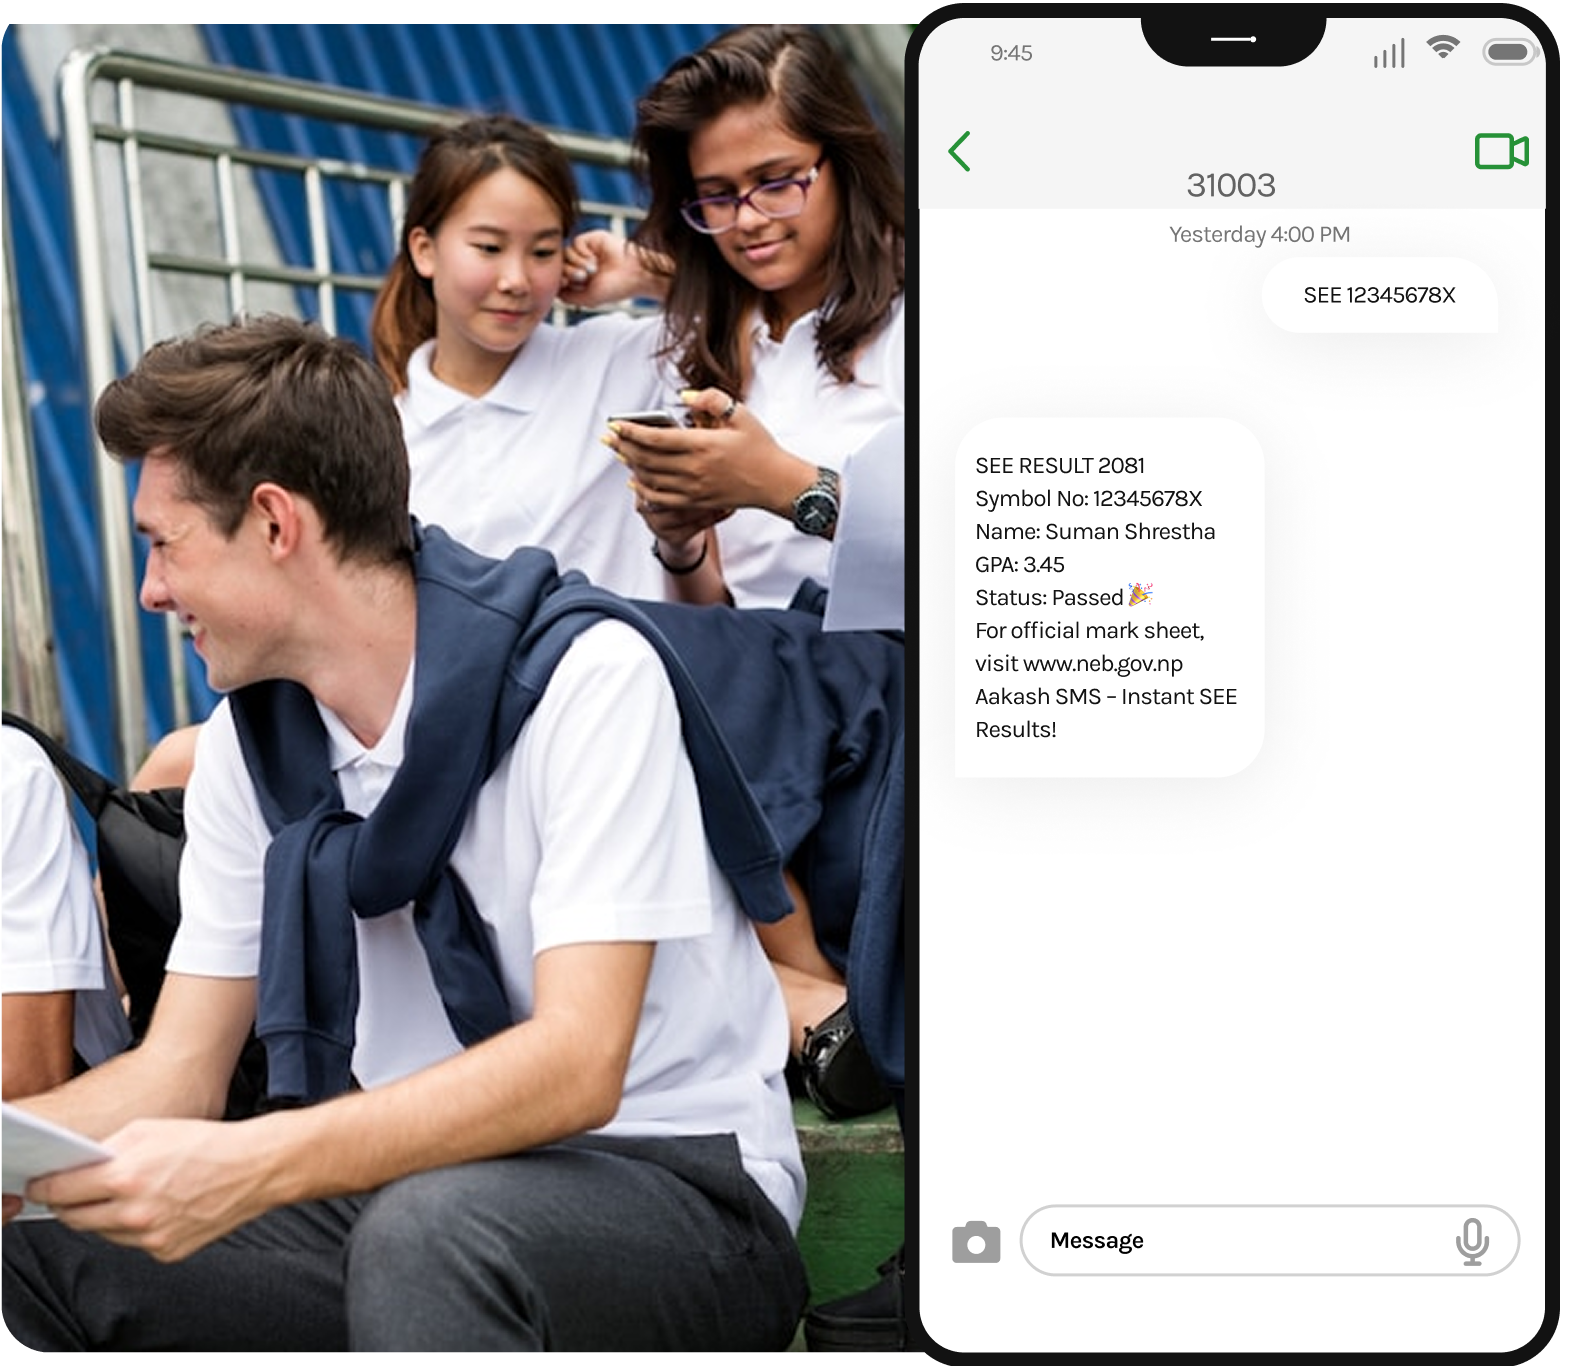 9:45
31003
Yesterday 4:00 PM
SEE 12345678X
SEE RESULT 2081
Symbol No: 12345678X
Name: Suman Shrestha
GPA: 3.45
Status: Passed 🎉
For official mark sheet,
visit www.neb.gov.np
Aakash SMS – Instant SEE
Results!
Message